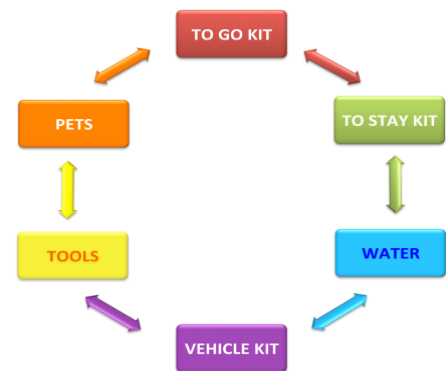 TO GO KIT
PETS
TO STAY KIT
TOOLS
WATER
VEHICLE KIT